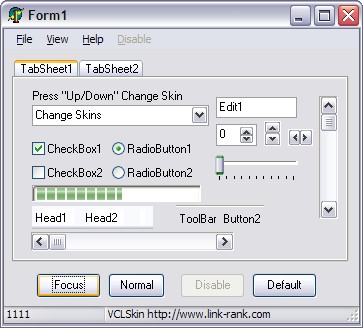 Form1
File View Help Disable
TabSheet1 TabSheet2
Press "Up/Down" Change Skin
Edit1
Change Skins
0
CheckBox1 RadioButton1
CheckBox2 RadioButton2
Head1 Head2 ToolBar Button2
Focus Normal Disable Default
1111 VCLSkin http://www.link-rank.com